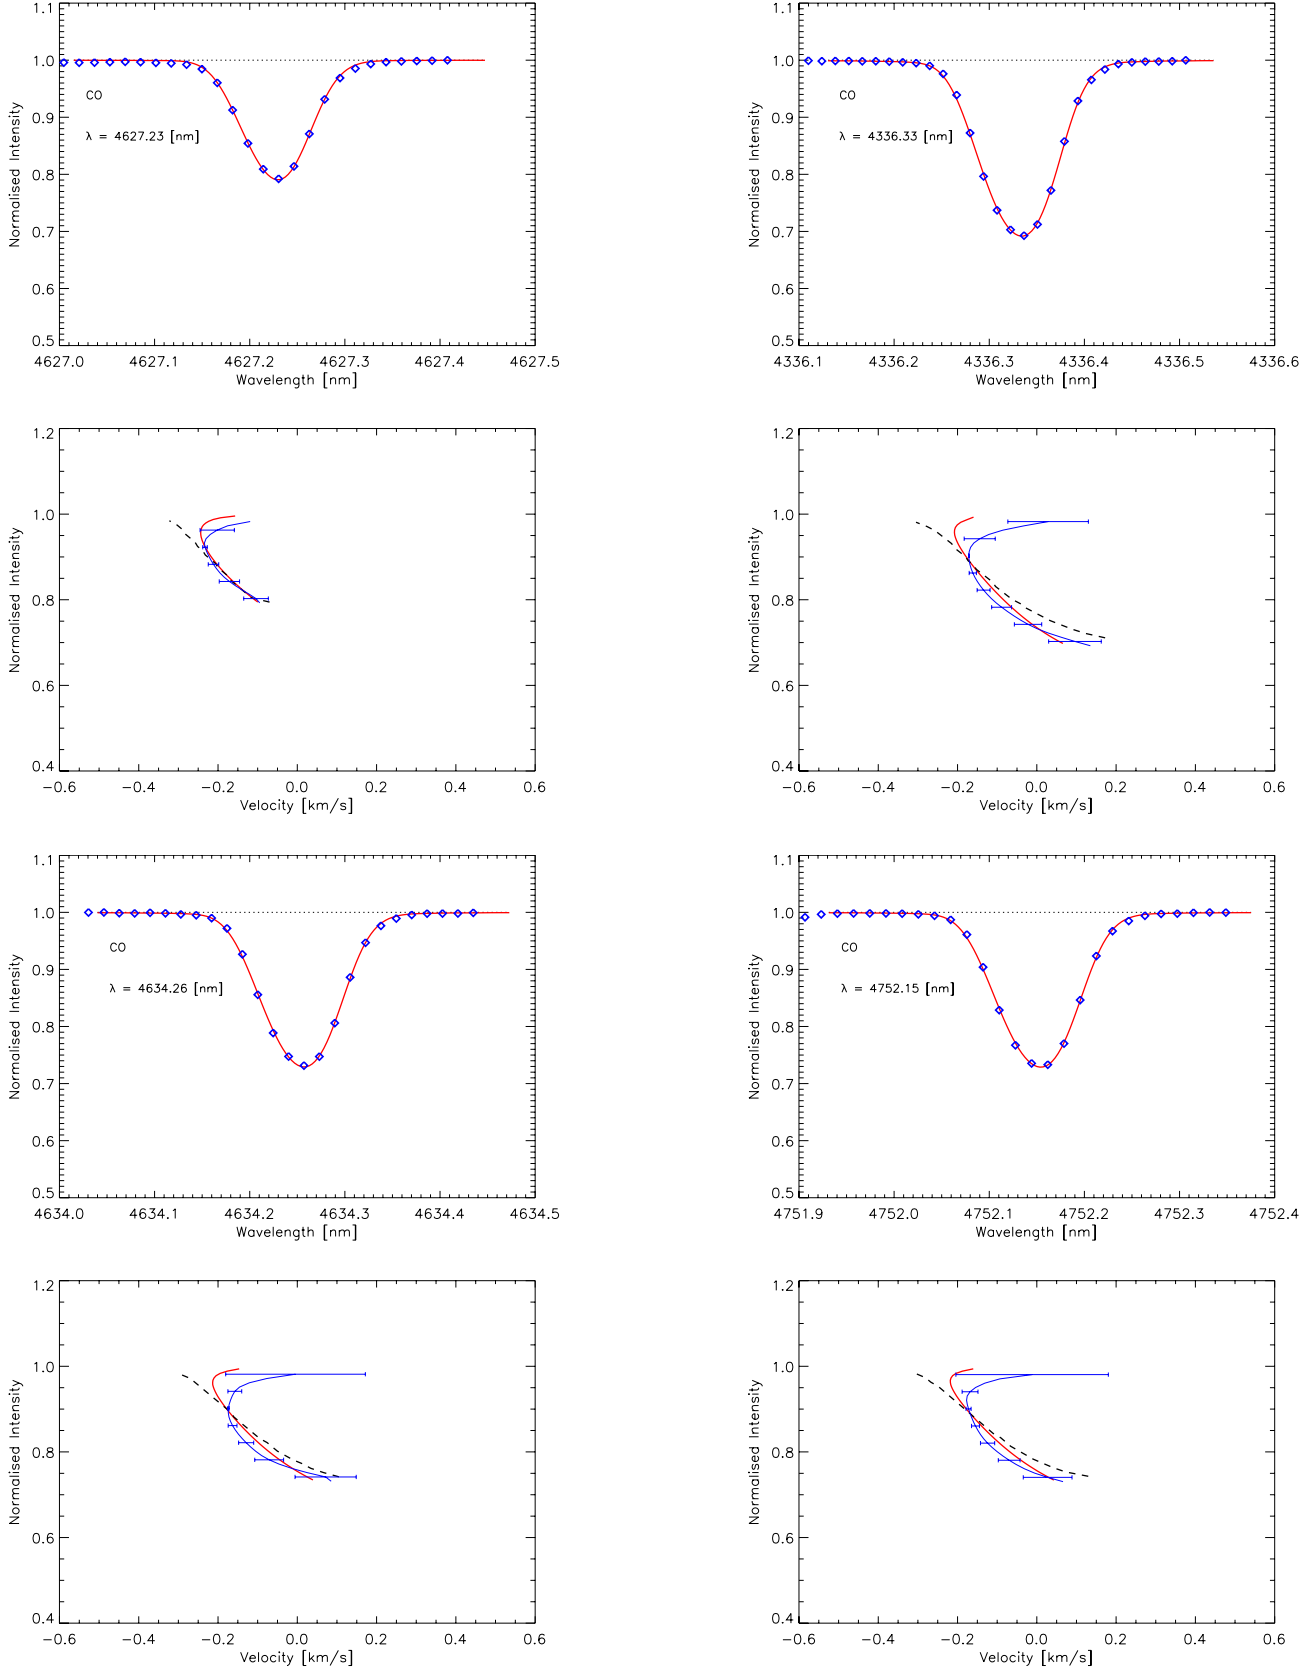 1.1
1.0
0.9
0.8
0.7
0.6
0.5
Normalised Intensity
CO
λ = 4627.23 [nm]
4627.0 4627.1 4627.2 4627.3 4627.4 4627.5
Wavelength [nm]
1.1
1.0
0.9
0.8
0.7
0.6
0.5
Normalised Intensity
CO
λ = 4336.33 [nm]
4336.1 4336.2 4336.3 4336.4 4336.5 4336.6
Wavelength [nm]
1.2
1.0
0.8
0.6
0.4
Normalised Intensity
−0.6 −0.4 −0.2 0.0 0.2 0.4 0.6
Velocity [km/s]
1.2
1.0
0.8
0.6
0.4
Normalised Intensity
−0.6 −0.4 −0.2 0.0 0.2 0.4 0.6
Velocity [km/s]
1.1
1.0
0.9
0.8
0.7
0.6
0.5
Normalised Intensity
CO
λ = 4634.26 [nm]
4634.0 4634.1 4634.2 4634.3 4634.4 4634.5
Wavelength [nm]
1.1
1.0
0.9
0.8
0.7
0.6
0.5
Normalised Intensity
CO
λ = 4752.15 [nm]
4751.9 4752.0 4752.1 4752.2 4752.3 4752.4
Wavelength [nm]
1.2
1.0
0.8
0.6
0.4
Normalised Intensity
−0.6 −0.4 −0.2 0.0 0.2 0.4 0.6
Velocity [km/s]
1.2
1.0
0.8
0.6
0.4
Normalised Intensity
−0.6 −0.4 −0.2 0.0 0.2 0.4 0.6
Velocity [km/s]